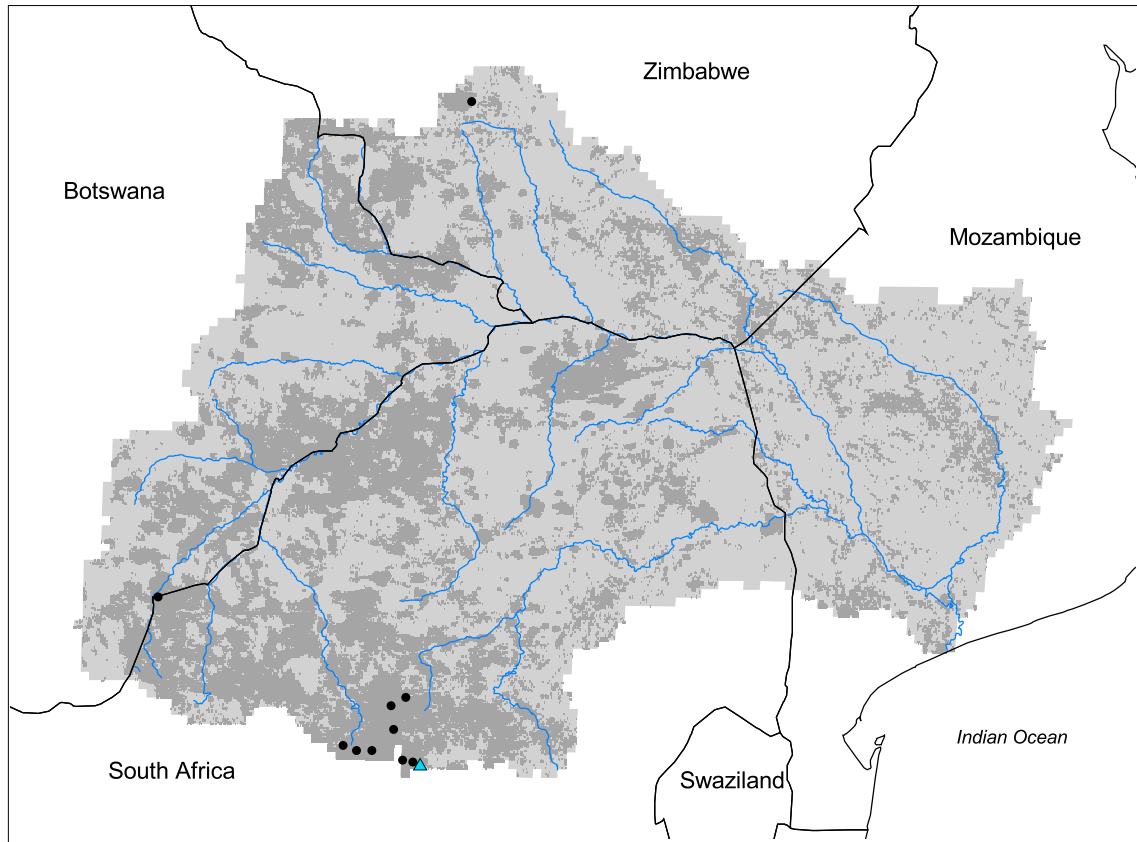 Zimbabwe
Botswana
Mozambique
Indian Ocean
South Africa
Swaziland